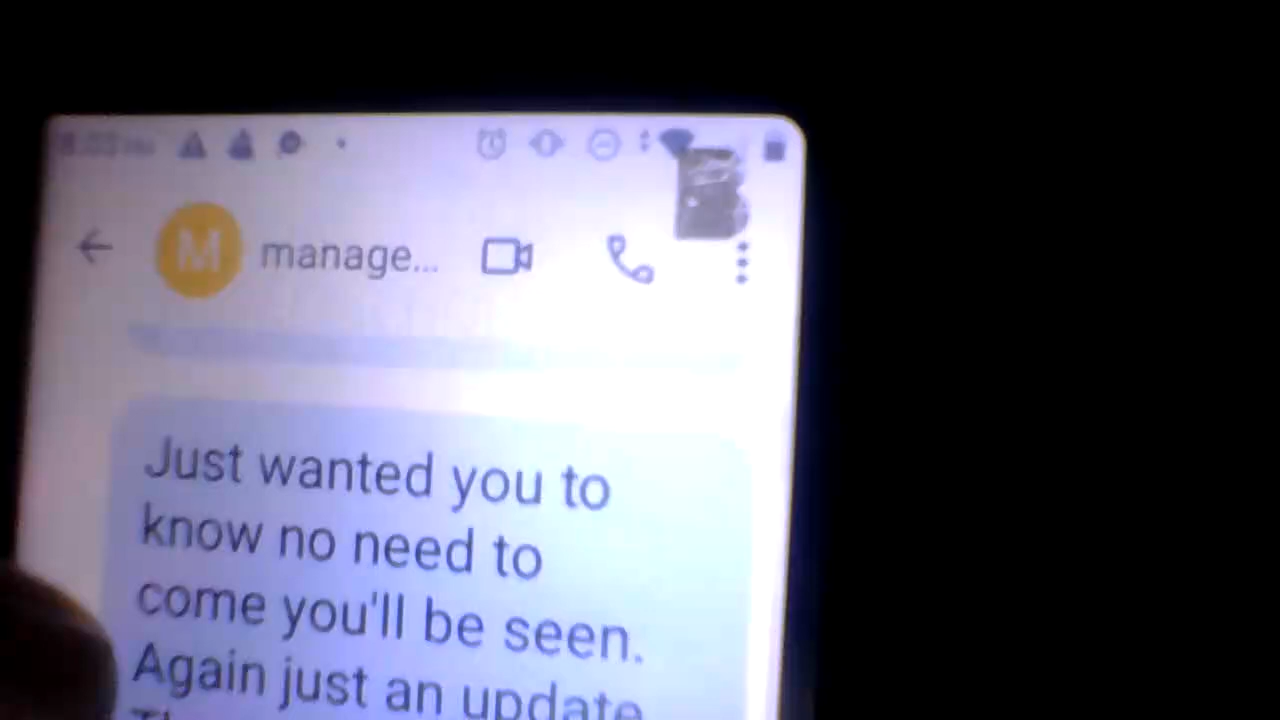 M manage...
Just wanted you to
know no need to
come you'll be seen.
Again just an update